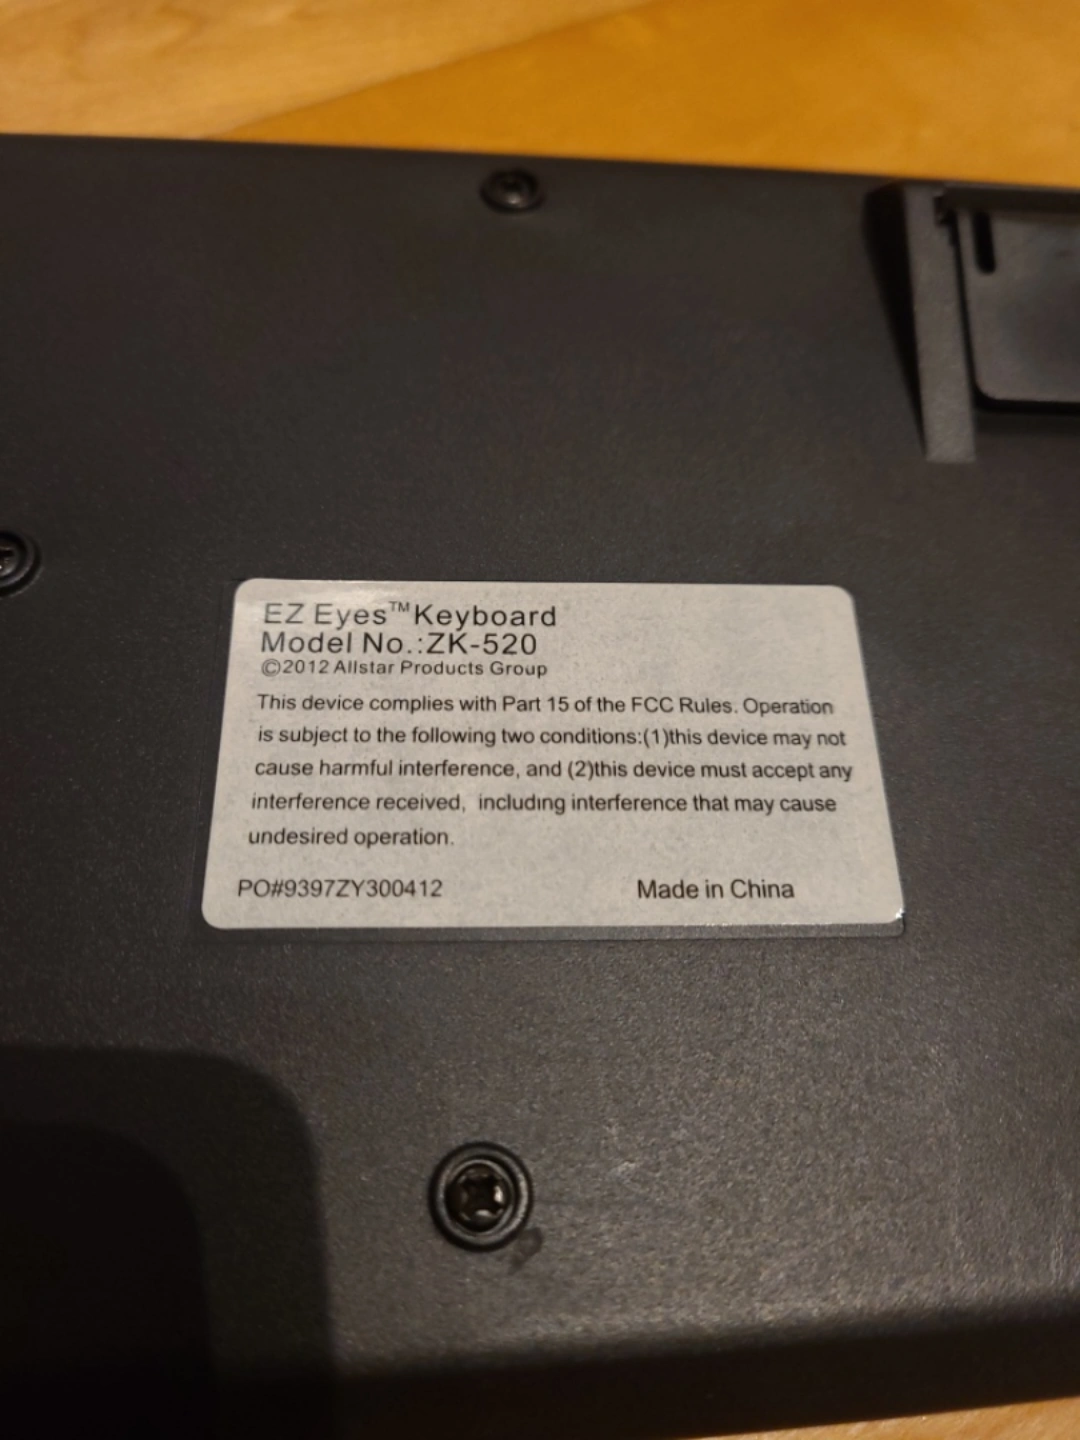 EZ Eyes™ Keyboard
Model No.:ZK-520
©2012 Allstar Products Group
This device complies with Part 15 of the FCC Rules. Operation
is subject to the following two conditions:(1)this device may not
cause harmful interference, and (2)this device must accept any
interference received, including interference that may cause
undesired operation.
PO#9397ZY300412 Made in China